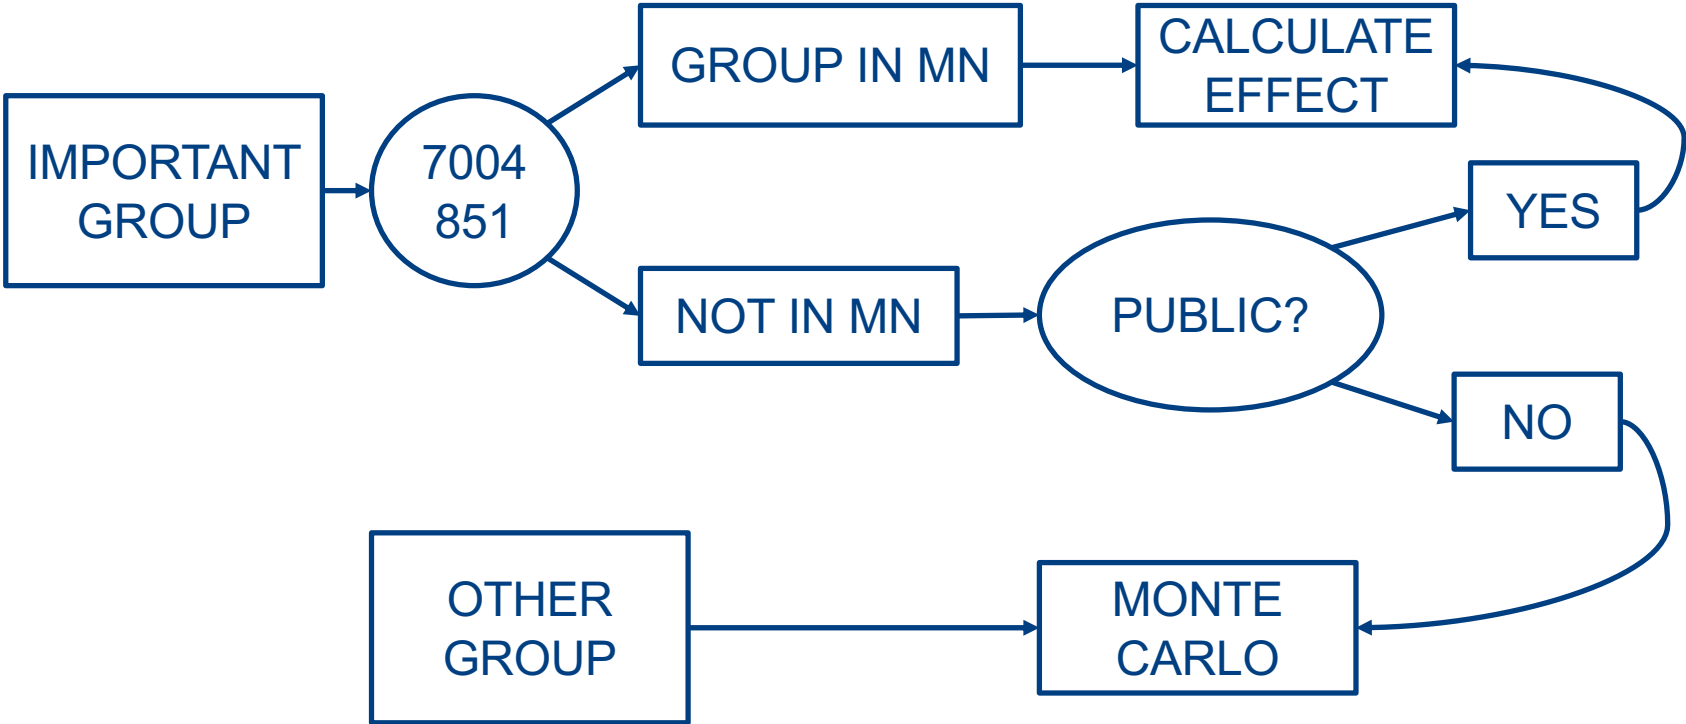 IMPORTANT
GROUP
7004
851
GROUP IN MN
CALCULATE
EFFECT
NOT IN MN
PUBLIC?
YES
NO
OTHER
GROUP
MONTE
CARLO